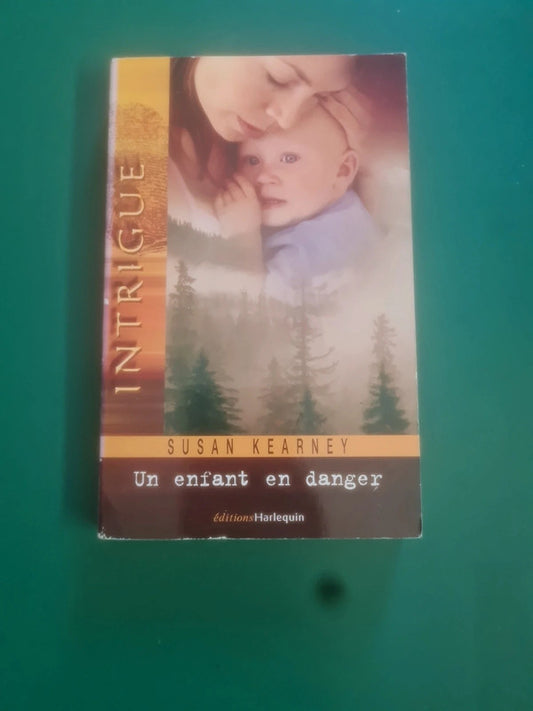 INTRIGUE
SUSAN KEARNEY
Un enfant en danger
éditionsHarlequin